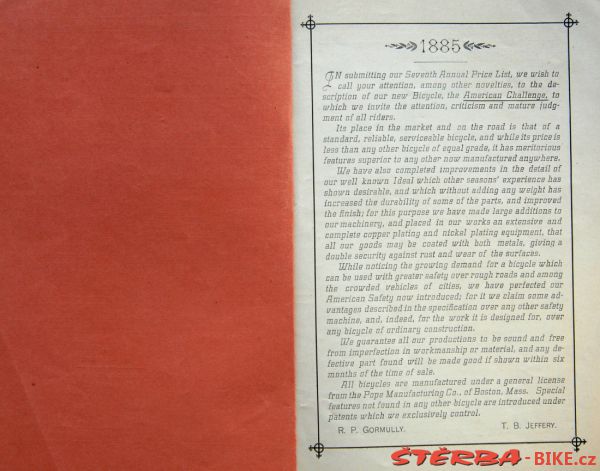 1885
IN submitting our Seventh Annual Price List, we wish to
call your attention, among other novelties, to the de-
scription of our new Bicycle, the American Challenge, to
which we invite the attention, criticism and mature judg-
ment of all riders.
Its place in the market and on the road is that of a
standard, reliable, serviceable bicycle, and while its price is
less than any other bicycle of equal grade, it has meritorious
features superior to any other now manufactured anywhere.
We have also completed improvements in the detail of
our well known Ideal which other seasons' experience has
shown desirable, and which without adding any weight has
increased the durability of some of the parts, and improved
the finish; for this purpose we have made large additions to
our machinery, and placed in our works an extensive and
complete copper plating and nickel plating equipment, that
all our goods may be coated with both metals, giving a
double security against rust and wear of the surfaces.
While noticing the growing demand for a bicycle which
can be used with greater safety over rough roads and among
the crowded vehicles of cities, we have perfected our
American Safety now introduced; for it we claim some ad-
vantages described in the specification over any other safety
machine, and, indeed, for the work it is designed for, over
any bicycle of ordinary construction.
We guarantee all our productions to be sound and free
from imperfection in workmanship or material, and any de-
fective part found will be made good if shown within six
months of the time of sale.
All bicycles are manufactured under a general license
from the Pope Manufacturing Co., of Boston, Mass. Special
features not found in any other bicycle are introduced under
patents which we exclusively control.
R. P. GORMULLY. T. B. JEFFERY.
ŠTĚRBA-BIKE.cz